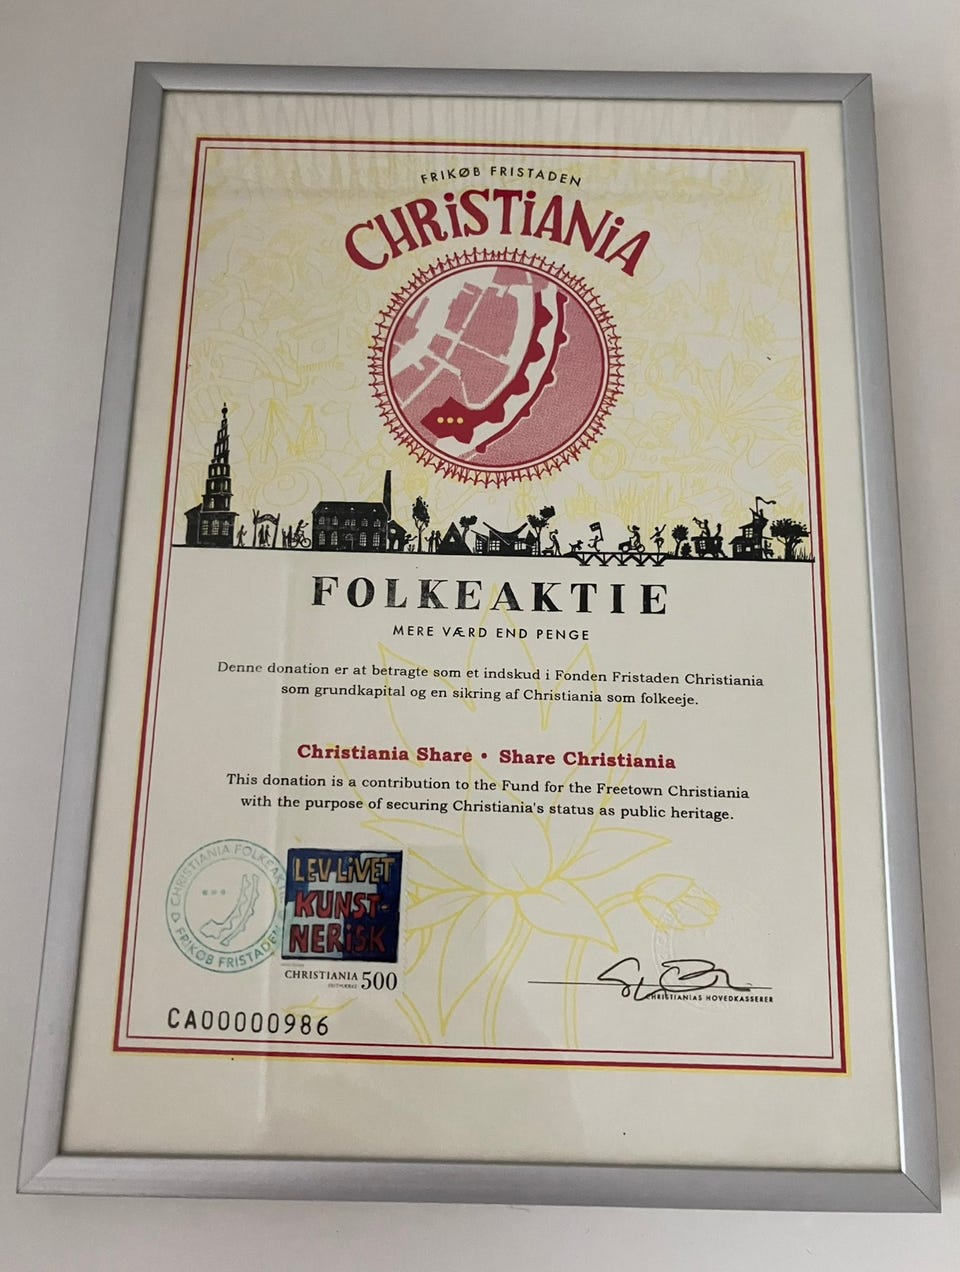 FRIKØB FRISTADEN
CHRiSTiANiA
FOLKEAKTIE
MERE VÆRD END PENGE
Denne donation er at betragte som et indskud i Fonden Fristaden Christiania
som grundkapital og en sikring af Christiania som folkeeje.
Christiania Share • Share Christiania
This donation is a contribution to the Fund for the Freetown Christiania
with the purpose of securing Christiania's status as public heritage.
CHRISTIANIA FOLKEAKTIE
FRIKØB FRISTADEN
LEV LiVET
KUNST-
NERiSK
CHRISTIANIA 500
CHRISTIANIAS HOVEDKASSERER
CA00000986